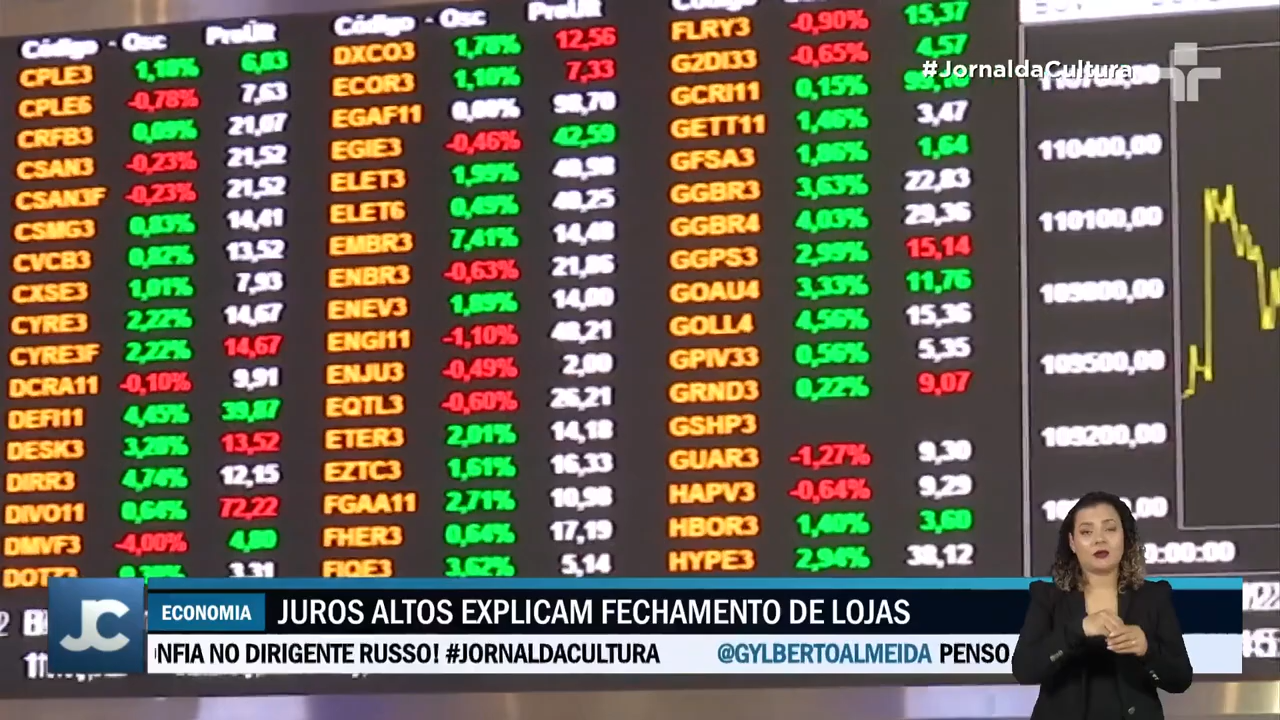 Código - Osc PreUlt
CPLE3 1,18% 6,83
CPLE6 -0,78% 7,63
CRFB3 0,09% 21,07
CSAN3 -0,23% 21,52
CSAN3F -0,23% 21,52
CSMG3 0,83% 14,41
CVCB3 0,82% 13,52
CXSE3 1,01% 7,93
CYRE3 2,22% 14,67
CYRE3F 2,22% 14,67
DCRA11 -0,10% 9,91
DEFI11 4,45% 39,87
DESK3 3,20% 13,52
DIRR3 4,74% 12,15
DIVO11 0,64% 72,22
DMVF3 -4,00% 4,80
3,31
Código - Osc PreUlt
DXCO3 1,78% 12,56
ECOR3 1,10% 7,33
EGAF11 0,00% 98,70
EGIE3 -0,46% 42,59
ELET3 1,99% 40,98
ELET6 0,49% 40,25
EMBR3 7,41% 14,48
ENBR3 -0,63% 21,06
ENEV3 1,89% 14,00
ENGI11 -1,10% 40,21
ENJU3 -0,49% 2,00
EQTL3 -0,60% 26,21
ETER3 2,01% 14,18
EZTC3 1,61% 16,33
FGAA11 2,71% 10,98
FHER3 0,64% 17,19
FIQE3 3,62% 5,14
Código
FLRY3 -0,90% 15,37
G2DI33 -0,65% 4,57
GCRI11 0,15%
GETT11 1,46% 3,47
GFSA3 1,86% 1,64
GGBR3 3,63% 22,83
GGBR4 4,03% 29,36
GGPS3 2,99% 15,14
GOAU4 3,33% 11,76
GOLL4 4,56% 15,36
GPIV33 0,56% 5,35
GRND3 0,22% 9,07
GSHP3
GUAR3 -1,27% 9,30
HAPV3 -0,64% 9,29
HBOR3 1,40% 3,60
HYPE3 2,94% 38,12
#JornaldaCultura
110400,00
110100,00
109800,00
109500,00
109200,00
JC ECONOMIA JUROS ALTOS EXPLICAM FECHAMENTO DE LOJAS
NFIA NO DIRIGENTE RUSSO! #JORNALDACULTURA @GYLBERTOALMEIDA PENSO